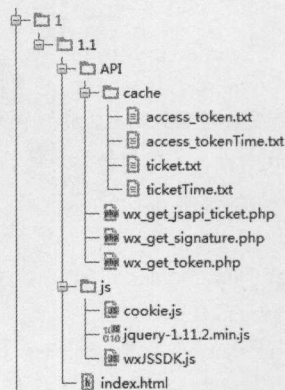 1
1.1
API
cache
access_token.txt
access_tokenTime.txt
ticket.txt
ticketTime.txt
wx_get_jsapi_ticket.php
wx_get_signature.php
wx_get_token.php
js
cookie.js
jquery-1.11.2.min.js
wxJSSDK.js
index.html